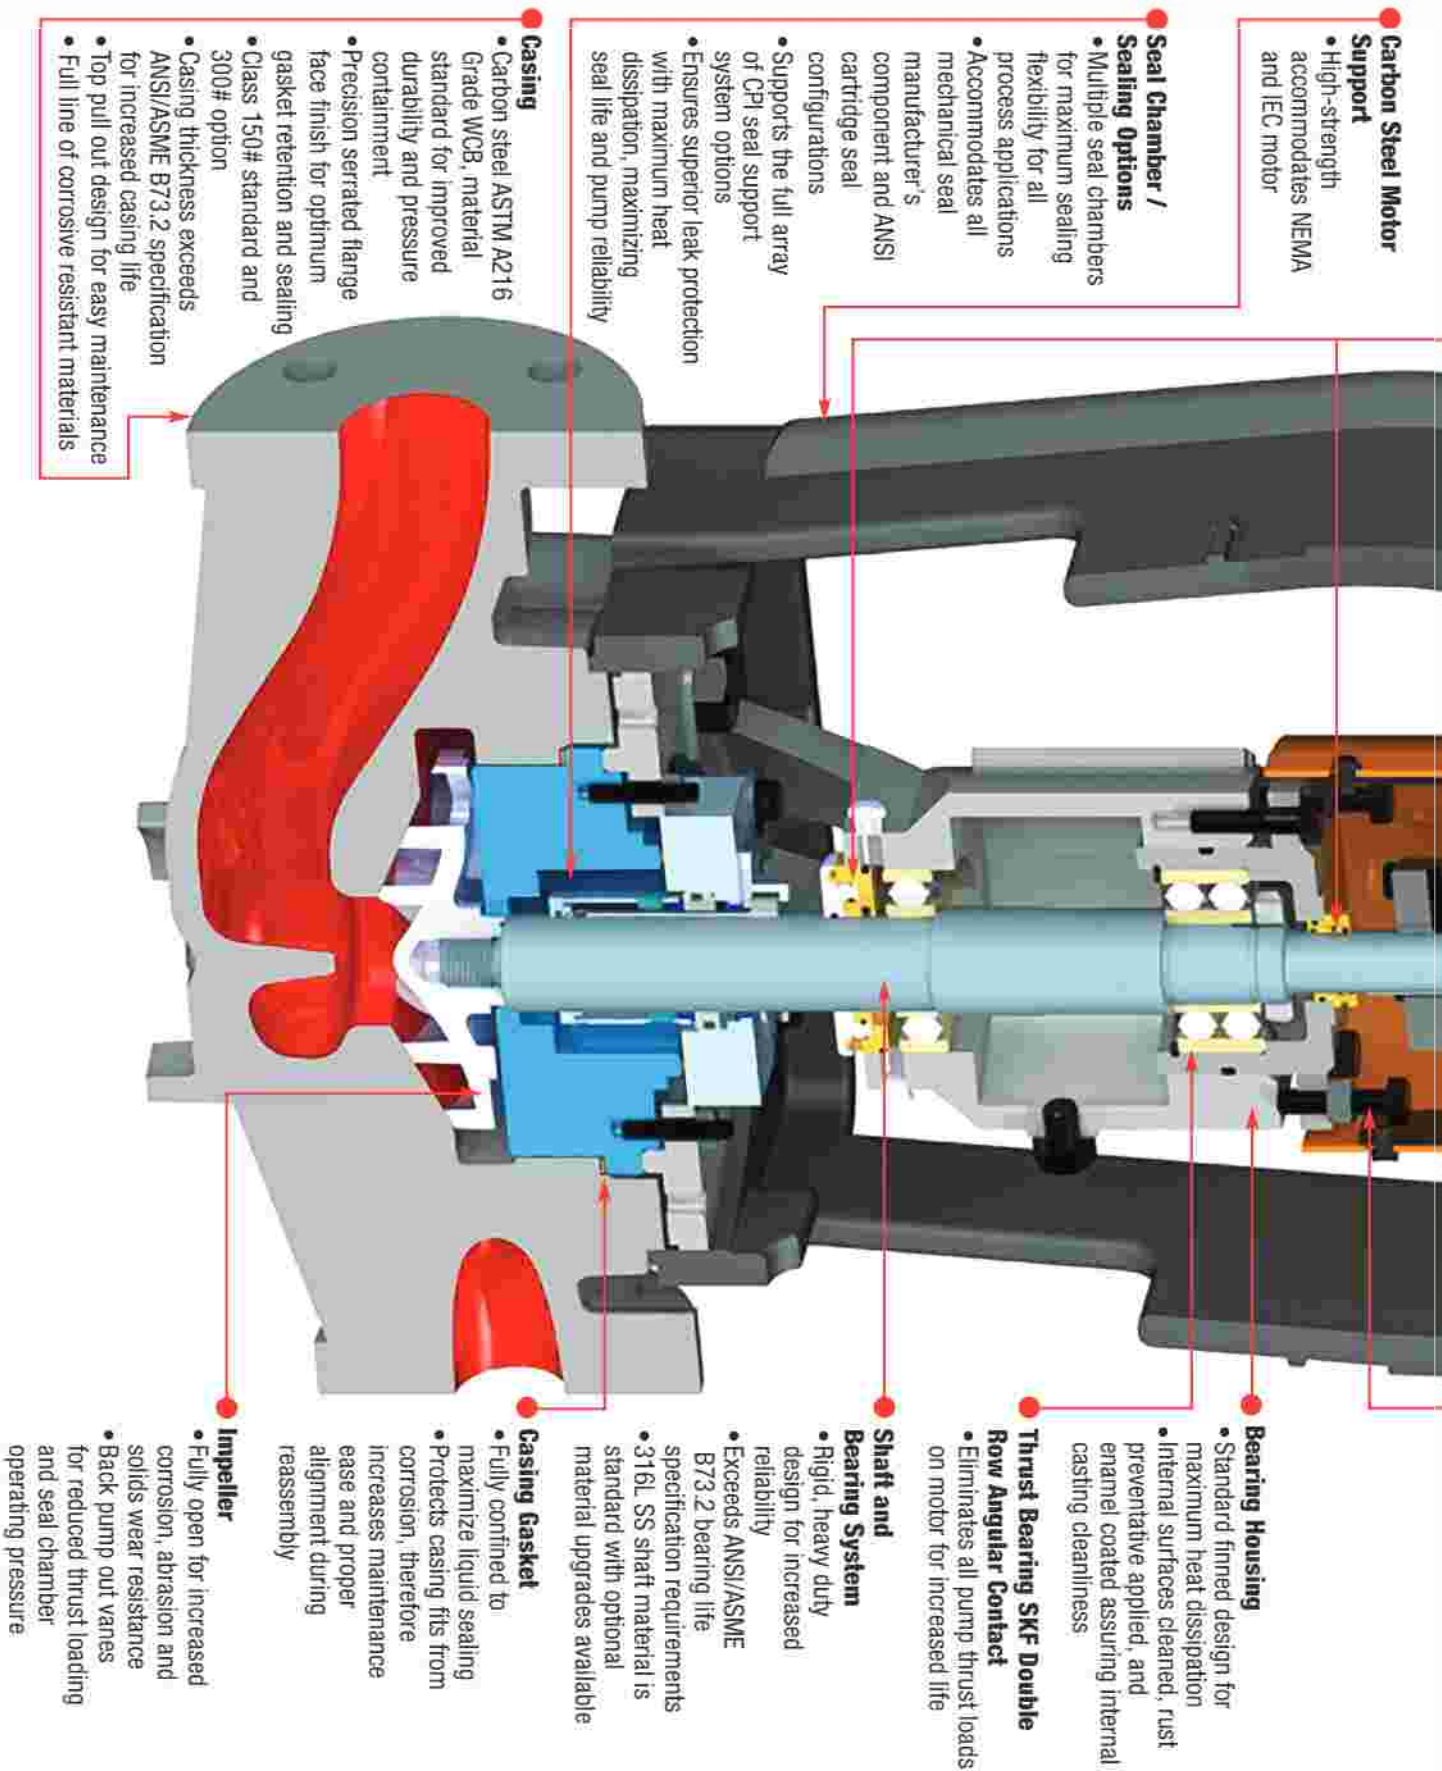 Carbon Steel Motor
Support
• High-strength
accommodates NEMA
and IEC motor
Seal Chamber /
Sealing Options
• Multiple seal chambers
for maximum sealing
flexibility for all
process applications
• Accommodates all
mechanical seal
manufacturer's
component and ANSI
cartridge seal
configurations
• Supports the full array
of CPI seal support
system options
• Ensures superior leak protection
with maximum heat
dissipation, maximizing
seal life and pump reliability
Casing
• Carbon steel ASTM A216
Grade WCB, material
standard for improved
durability and pressure
containment
• Precision serrated flange
face finish for optimum
gasket retention and sealing
• Class 150# standard and
300# option
• Casing thickness exceeds
ANSI/ASME B73.2 specification
for increased casing life
• Top pull out design for easy maintenance
• Full line of corrosive resistant materials
Bearing Housing
• Standard finned design for
maximum heat dissipation
• Internal surfaces cleaned, rust
preventative applied, and
enamel coated assuring internal
casting cleanliness
Thrust Bearing SKF Double
Row Angular Contact
• Eliminates all pump thrust loads
on motor for increased life
Shaft and
Bearing System
• Rigid, heavy duty
design for increased
reliability
• Exceeds ANSI/ASME
B73.2 bearing life
specification requirements
• 316L SS shaft material is
standard with optional
material upgrades available
Casing Gasket
• Fully confined to
maximize liquid sealing
• Protects casing fits from
corrosion, therefore
increases maintenance
ease and proper
alignment during
reassembly
Impeller
• Fully open for increased
corrosion, abrasion and
solids wear resistance
• Back pump out vanes
for reduced thrust loading
and seal chamber
operating pressure